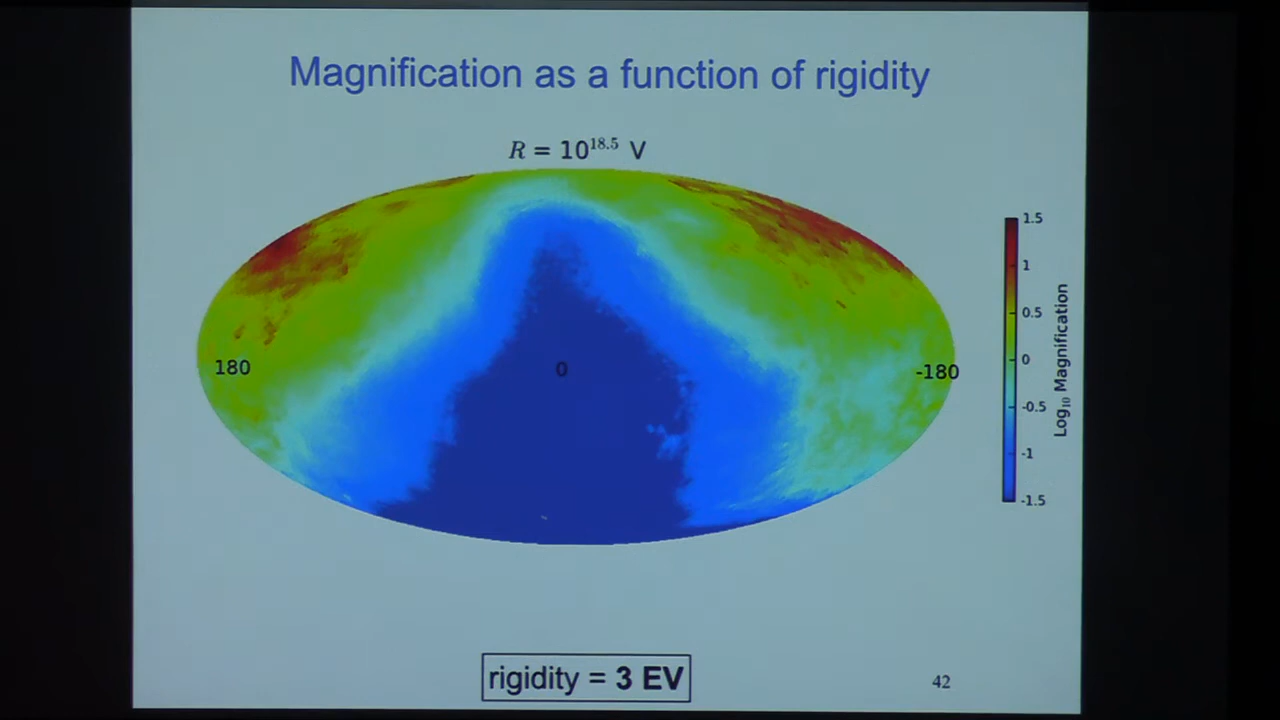 Magnification as a function of rigidity
R = 10^18.5 V
1.5
1
0.5
0
-0.5
-1
-1.5
Log₁₀ Magnification
180
0
-180
rigidity = 3 EV
42